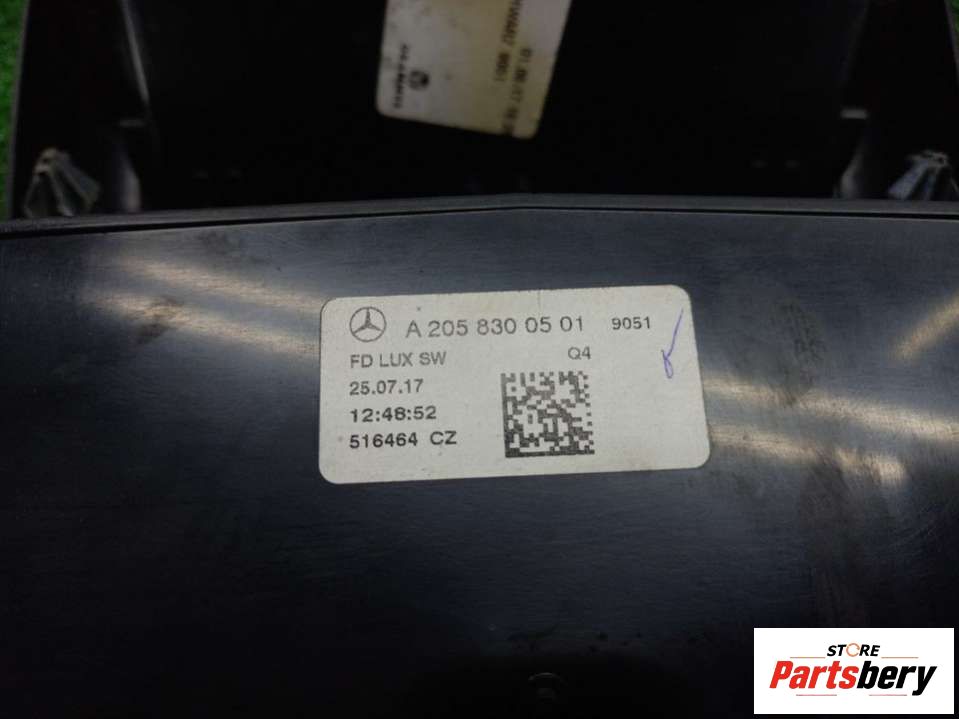 A 205 830 05 01 9051
FD LUX SW Q4
25.07.17
12:48:52
516464 CZ
STORE
Partsbery